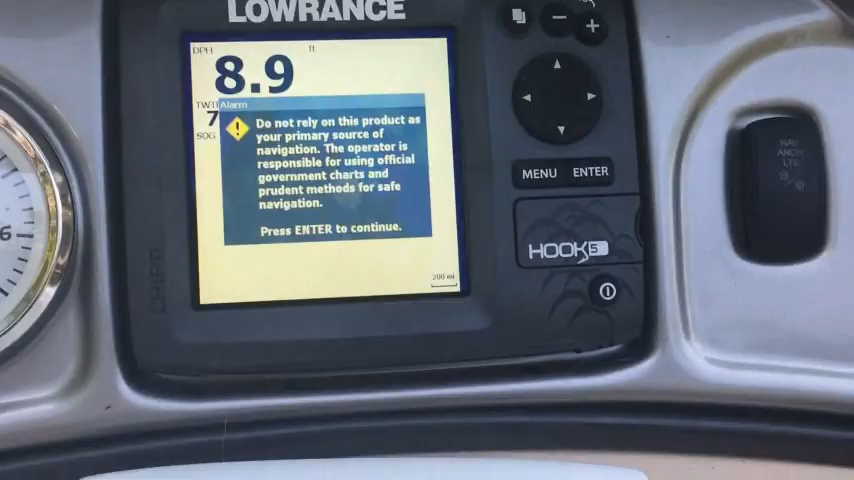 LOWRANCE
DPH
ft
8.9
Alarm
7
SOG
Do not rely on this product as
your primary source of
navigation. The operator is
responsible for using official
government charts and
prudent methods for safe
navigation.
Press ENTER to continue.
200 mi
MENU
ENTER
HOOK 5
CHIRP
NAV
ANCH
LTS
6